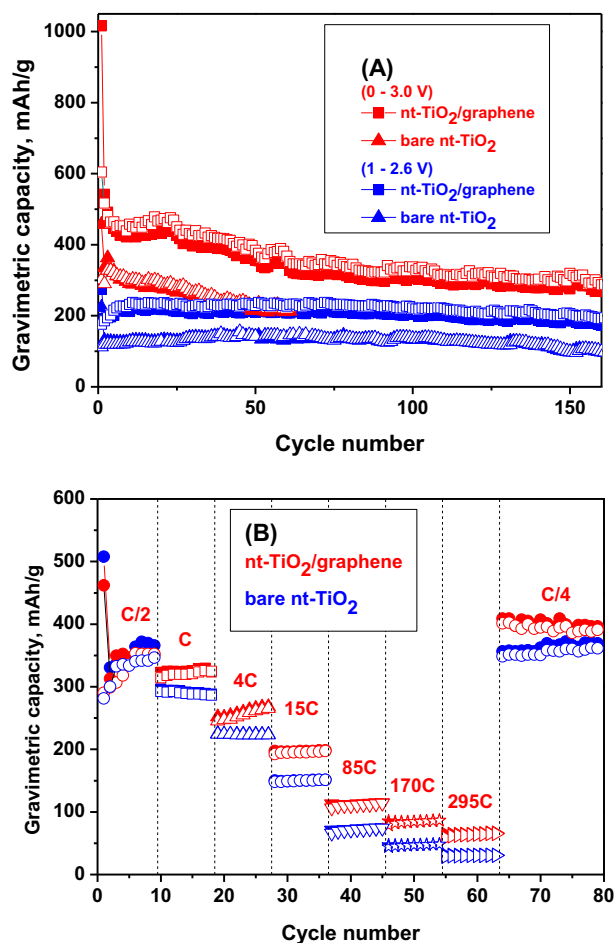 1000
800
600
400
200
0
Gravimetric capacity, mAh/g
(A)
(0 - 3.0 V)
nt-TiO2/graphene
bare nt-TiO2
(1 - 2.6 V)
nt-TiO2/graphene
bare nt-TiO2
0 50 100 150
Cycle number
600
500
400
300
200
100
0
Gravimetric capacity, mAh/g
(B)
nt-TiO2/graphene
bare nt-TiO2
C/2
C
4C
15C
85C
170C
295C
C/4
0 10 20 30 40 50 60 70 80
Cycle number